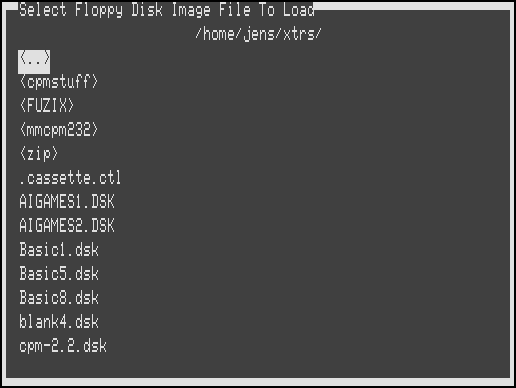 Select Floppy Disk Image File To Load
/home/jens/xtrs/
<..>
<cpmstuff>
<FUZIX>
<mmcpm232>
<zip>
.cassette.ctl
AIGAMES1.DSK
AIGAMES2.DSK
Basic1.dsk
Basic5.dsk
Basic8.dsk
blank4.dsk
cpm-2.2.dsk